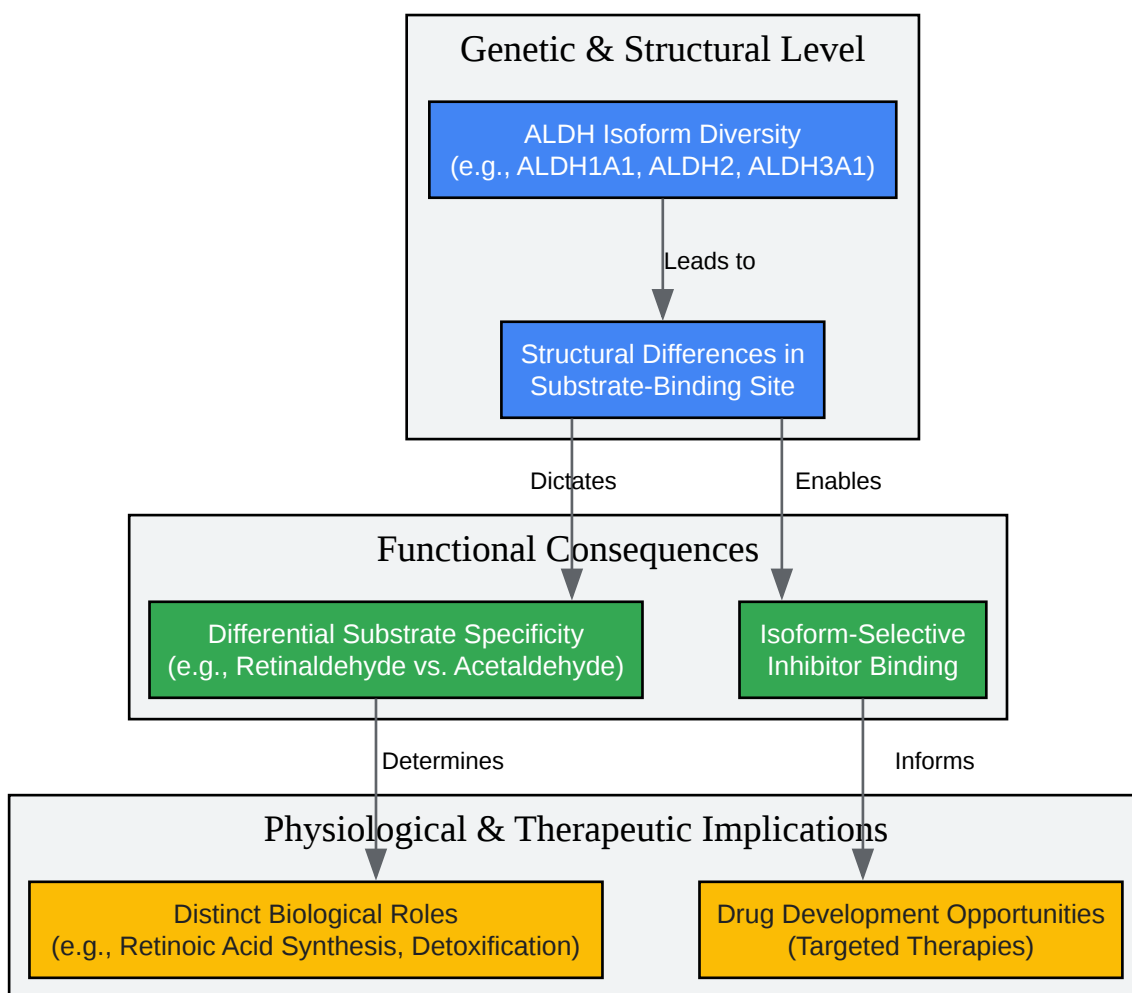 Genetic & Structural Level
ALDH Isoform Diversity
(e.g., ALDH1A1, ALDH2, ALDH3A1)
Leads to
Structural Differences in
Substrate-Binding Site
Dictates
Enables
Functional Consequences
Differential Substrate Specificity
(e.g., Retinaldehyde vs. Acetaldehyde)
Isoform-Selective
Inhibitor Binding
Determines
Informs
Physiological & Therapeutic Implications
Distinct Biological Roles
(e.g., Retinoic Acid Synthesis, Detoxification)
Drug Development Opportunities
(Targeted Therapies)